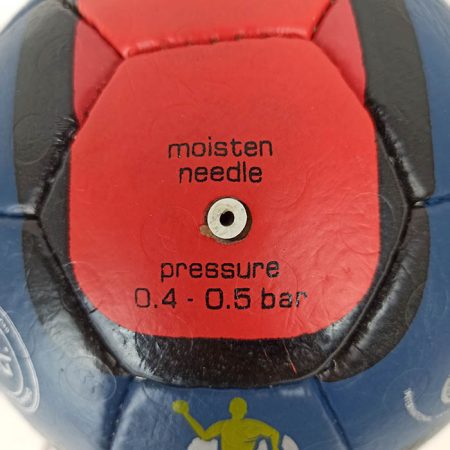 moisten
needle
pressure
0.4 - 0.5 bar